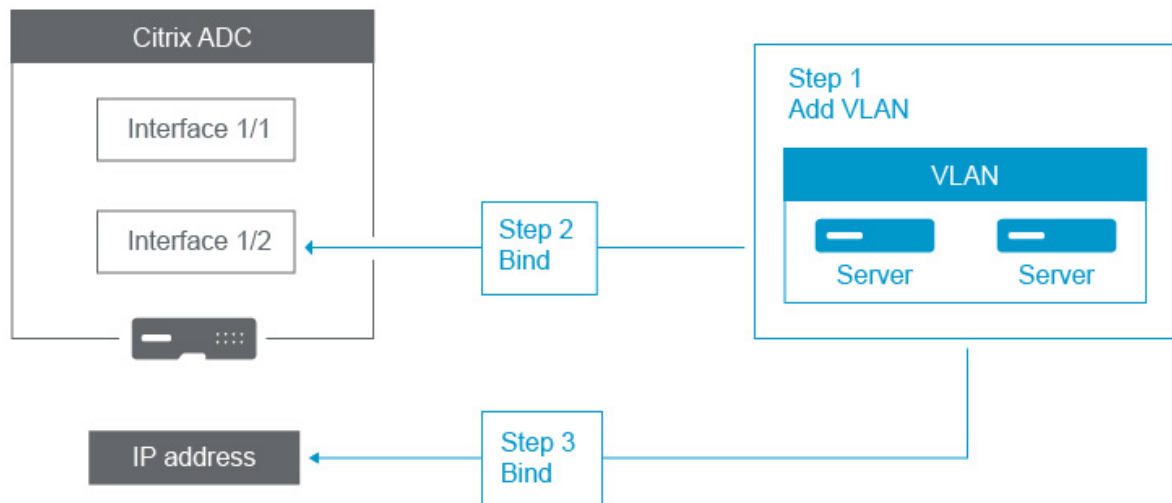 Citrix ADC
Interface 1/1
Interface 1/2
Step 1
Add VLAN
VLAN
Server
Server
Step 2
Bind
IP address
Step 3
Bind